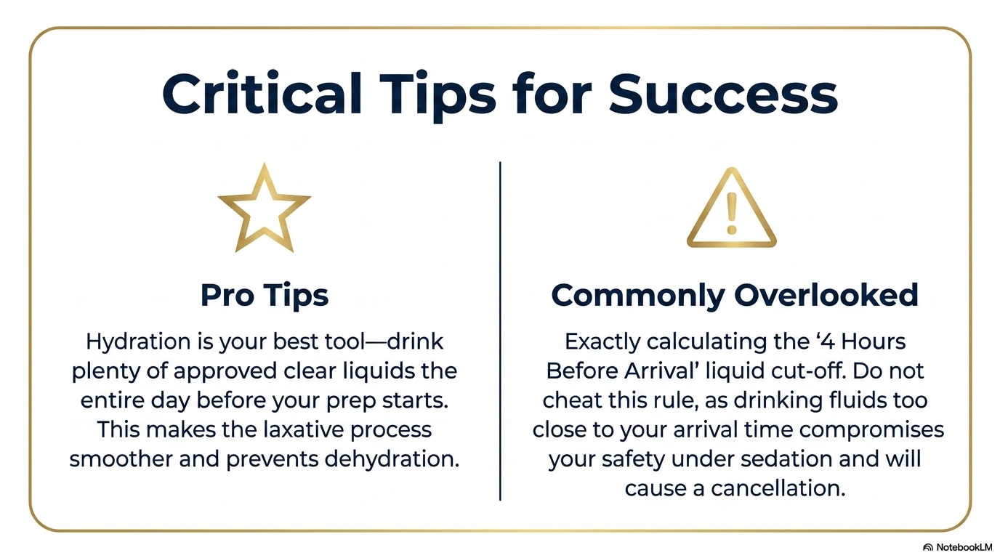 Critical Tips for Success
Pro Tips
Hydration is your best tool—drink
plenty of approved clear liquids the
entire day before your prep starts.
This makes the laxative process
smoother and prevents dehydration.
Commonly Overlooked
Exactly calculating the ‘4 Hours
Before Arrival’ liquid cut-off. Do not
cheat this rule, as drinking fluids too
close to your arrival time compromises
your safety under sedation and will
cause a cancellation.
NotebookLM